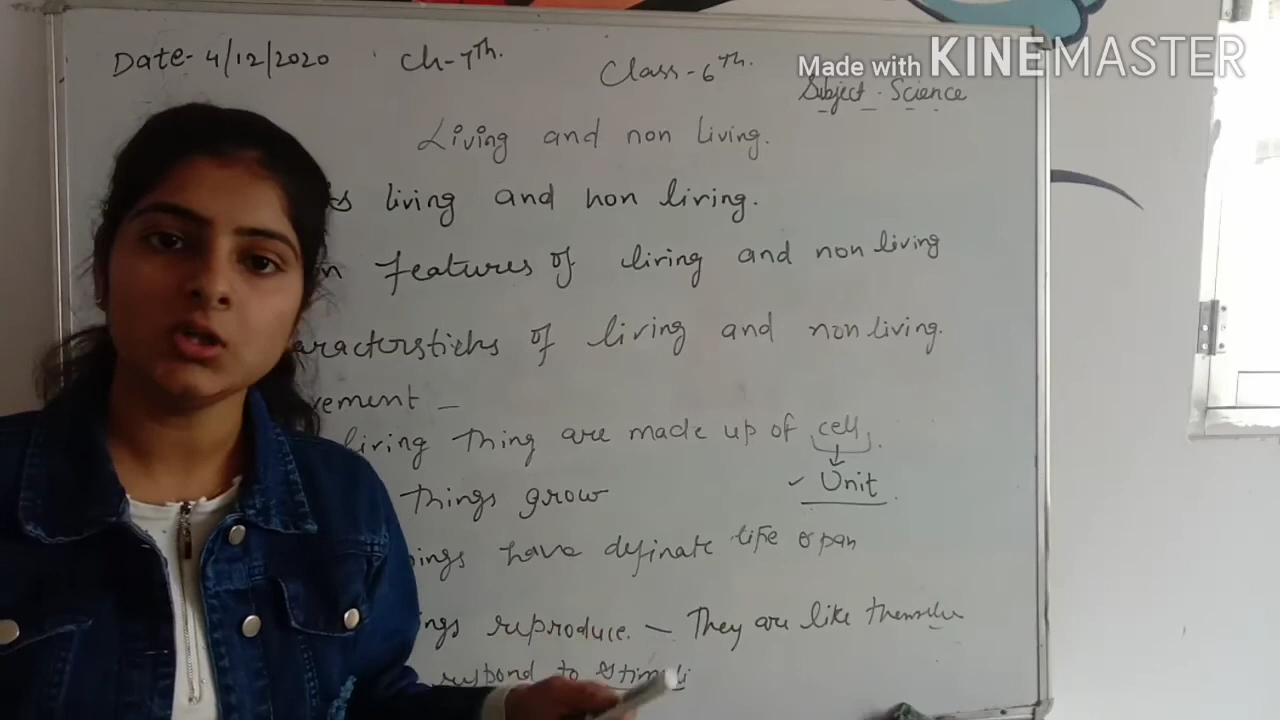 Date- 4/12/2020 Ch-7Th. Class-6Th.
Made with KINEMASTER
Subject - Science
Living and non living.
living and non living.
features of living and non living
of living and non living.
living Thing are made up of cell.
Things grow
Unit
have definate life span
reproduce. - They are like themselve
respond to stimuli